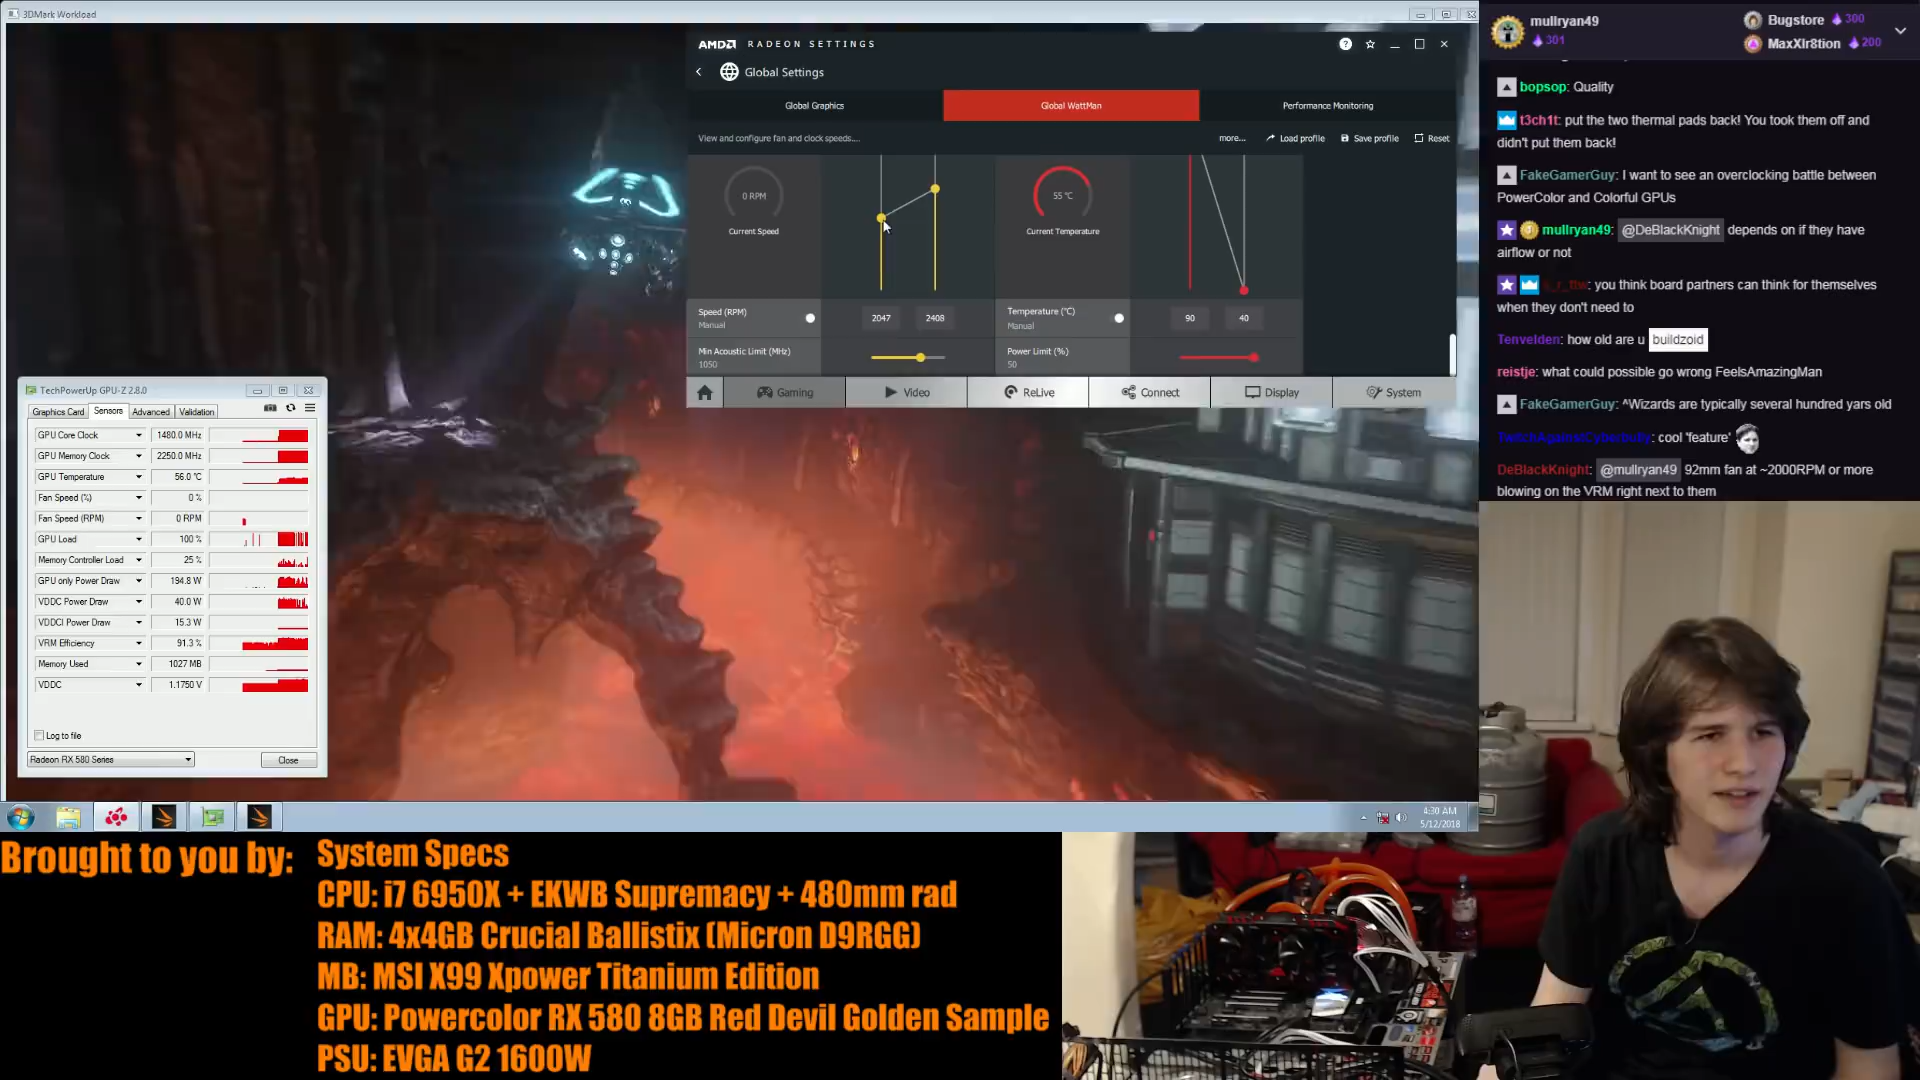 3DMark Workload
AMD RADEON SETTINGS
Global Settings
Global Graphics
Global WattMan
Performance Monitoring
View and configure fan and clock speeds....
more...
Load profile
Save profile
Reset
0 RPM
Current Speed
55 °C
Current Temperature
Speed (RPM)
Manual
2047
2408
Temperature (°C)
Manual
90
40
Min Acoustic Limit (MHz)
1050
Power Limit (%)
50
Gaming
Video
ReLive
Connect
Display
System
TechPowerUp GPU-Z 2.8.0
Graphics Card
Sensors
Advanced
Validation
GPU Core Clock 1480.0 MHz
GPU Memory Clock 2250.0 MHz
GPU Temperature 56.0 °C
Fan Speed (%) 0 %
Fan Speed (RPM) 0 RPM
GPU Load 100 %
Memory Controller Load 25 %
GPU only Power Draw 194.8 W
VDDC Power Draw 40.0 W
VDDCI Power Draw 15.3 W
VRM Efficiency 91.3 %
Memory Used 1027 MB
VDDC 1.1750 V
Log to file
Radeon RX 580 Series
Close
4:30 AM
5/12/2018
Brought to you by:
System Specs
CPU: i7 6950X + EKWB Supremacy + 480mm rad
RAM: 4x4GB Crucial Ballistix (Micron D9RGG)
MB: MSI X99 Xpower Titanium Edition
GPU: Powercolor RX 580 8GB Red Devil Golden Sample
PSU: EVGA G2 1600W
mullryan49
301
Bugstore 300
MaxXlr8tion 200
bopsop: Quality
t3ch1t: put the two thermal pads back! You took them off and
didn't put them back!
FakeGamerGuy: I want to see an overclocking battle between
PowerColor and Colorful GPUs
mullryan49: @DeBlackKnight depends on if they have
airflow or not
you think board partners can think for themselves
when they don't need to
Tenvelden: how old are u buildzoid
reistje: what could possible go wrong FeelsAmazingMan
FakeGamerGuy: ^Wizards are typically several hundred yars old
TwitchAgainstCyberbully: cool 'feature'
DeBlackKnight: @mullryan49 92mm fan at ~2000RPM or more
blowing on the VRM right next to them